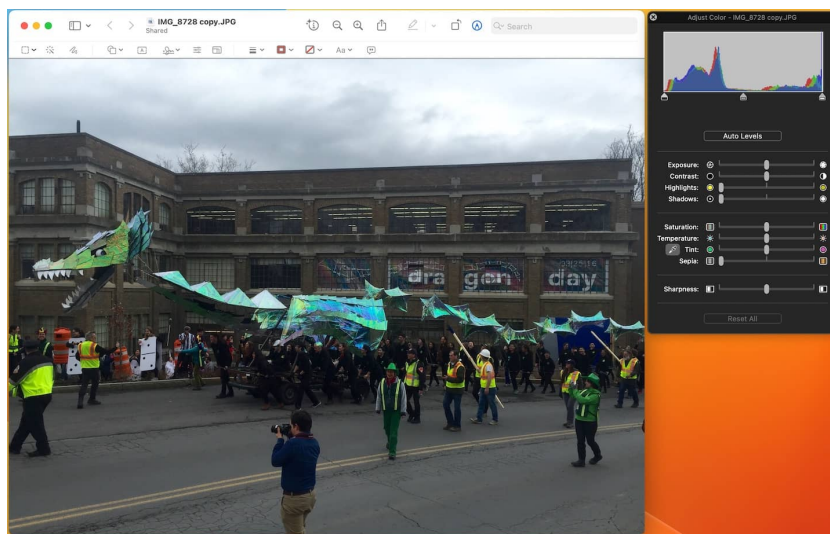 IMG_8728 copy.JPG
Shared
Search
Aa
dragon day
Adjust Color - IMG_8728 copy.JPG
Auto Levels
Exposure:
Contrast:
Highlights:
Shadows:
Saturation:
Temperature:
Tint:
Sepia:
Sharpness:
Reset All